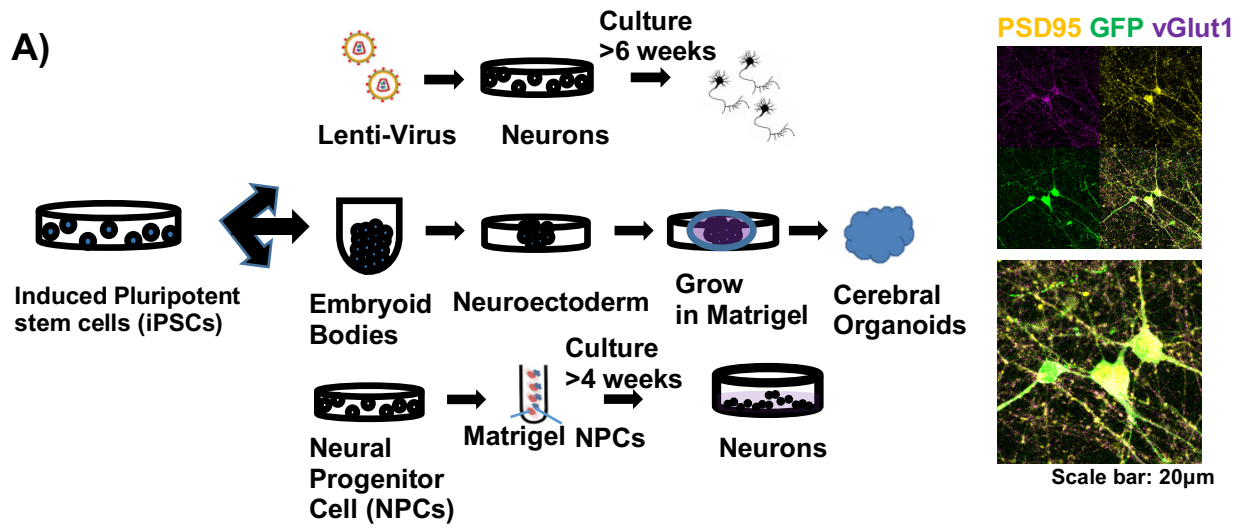 A)
Culture
>6 weeks
Lenti-Virus
Neurons
Induced Pluripotent
stem cells (iPSCs)
Embryoid
Bodies
Neuroectoderm
Grow
in Matrigel
Cerebral
Organoids
Neural
Progenitor
Cell (NPCs)
Matrigel NPCs
Culture
>4 weeks
Neurons
PSD95 GFP vGlut1
Scale bar: 20µm